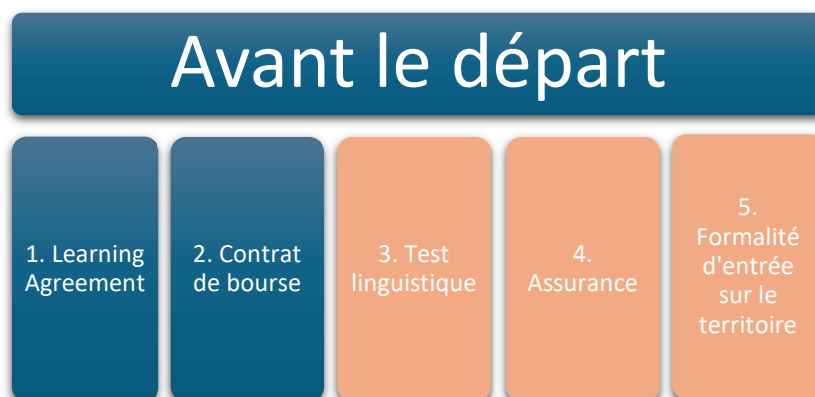 Avant le départ
1. Learning
Agreement
2. Contrat
de bourse
3. Test
linguistique
4.
Assurance
5.
Formalité
d'entrée
sur le
territoire